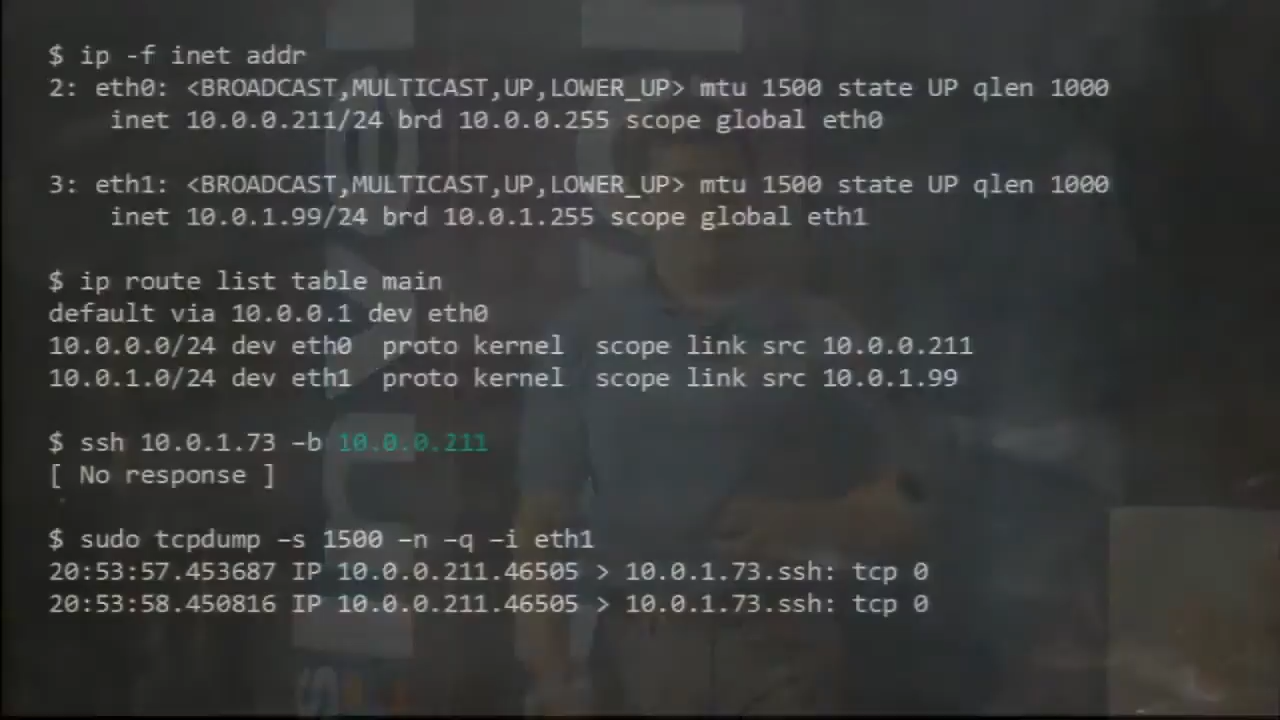 $ ip -f inet addr
2: eth0: <BROADCAST,MULTICAST,UP,LOWER_UP> mtu 1500 state UP qlen 1000
    inet 10.0.0.211/24 brd 10.0.0.255 scope global eth0
3: eth1: <BROADCAST,MULTICAST,UP,LOWER_UP> mtu 1500 state UP qlen 1000
    inet 10.0.1.99/24 brd 10.0.1.255 scope global eth1
$ ip route list table main
default via 10.0.0.1 dev eth0
10.0.0.0/24 dev eth0  proto kernel  scope link src 10.0.0.211
10.0.1.0/24 dev eth1  proto kernel  scope link src 10.0.1.99
$ ssh 10.0.1.73 –b 10.0.0.211
[ No response ]
$ sudo tcpdump –s 1500 –n –q –i eth1
20:53:57.453687 IP 10.0.0.211.46505 > 10.0.1.73.ssh: tcp 0
20:53:58.450816 IP 10.0.0.211.46505 > 10.0.1.73.ssh: tcp 0